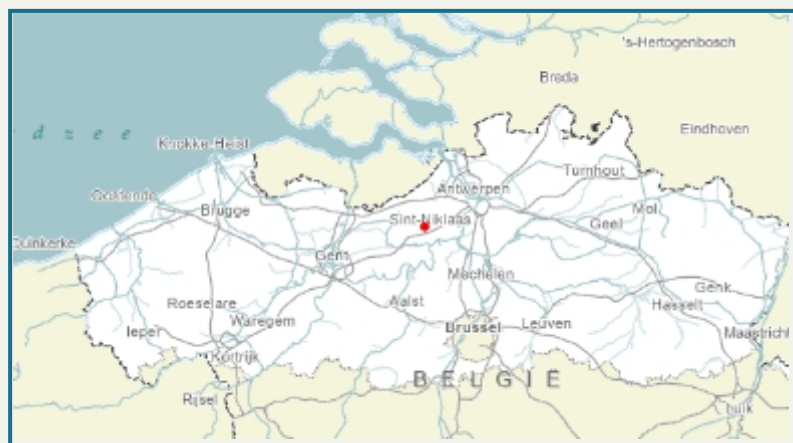 's-Hertogenbosch
Breda
Eindhoven
d z e e
Knokke-Heist
Turnhout
Antwerpen
Oostende
Mol
Brugge
Sint-Niklaas
Geel
Duinkerke
Gent
Mechelen
Genk
Roeselare
Aalst
Hasselt
Waregem
Ieper
Brussel
Leuven
Maastricht
Kortrijk
BELGIË
Rijsel
Luik